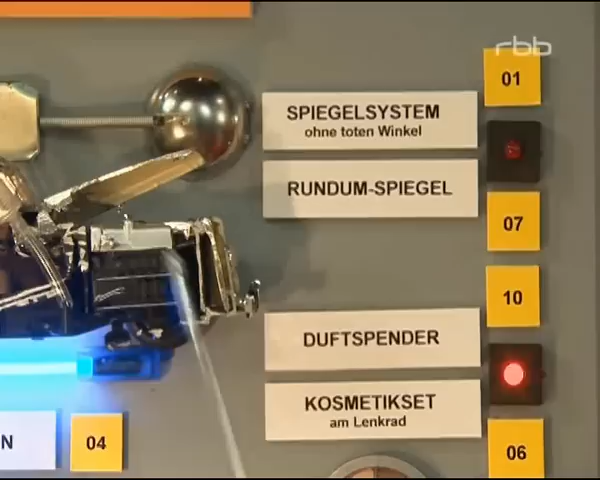 rbb
01
SPIEGELSYSTEM
ohne toten Winkel
RUNDUM-SPIEGEL
07
10
DUFTSPENDER
KOSMETIKSET
am Lenkrad
N
04
06